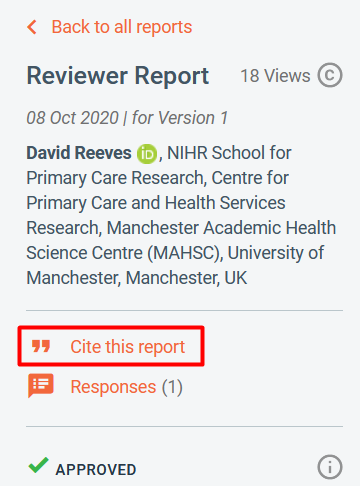 Back to all reports
Reviewer Report 18 Views ©
08 Oct 2020 | for Version 1
David Reeves iD, NIHR School for
Primary Care Research, Centre for
Primary Care and Health Services
Research, Manchester Academic Health
Science Centre (MAHSC), University of
Manchester, Manchester, UK
Cite this report
Responses (1)
APPROVED